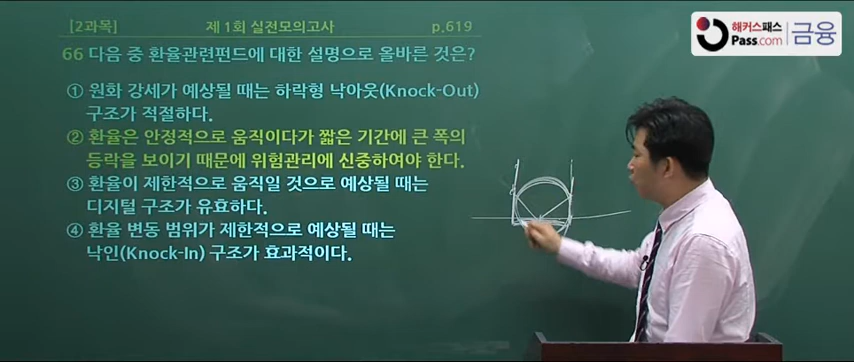 [2과목] 제 1회 실전모의고사 p.619
해커스패스
Pass.com 금융
66 다음 중 환율관련펀드에 대한 설명으로 올바른 것은?
① 원화 강세가 예상될 때는 하락형 낙아웃(Knock-Out)
구조가 적절하다.
② 환율은 안정적으로 움직이다가 짧은 기간에 큰 폭의
등락을 보이기 때문에 위험관리에 신중하여야 한다.
③ 환율이 제한적으로 움직일 것으로 예상될 때는
디지털 구조가 유효하다.
④ 환율 변동 범위가 제한적으로 예상될 때는
낙인(Knock-In) 구조가 효과적이다.